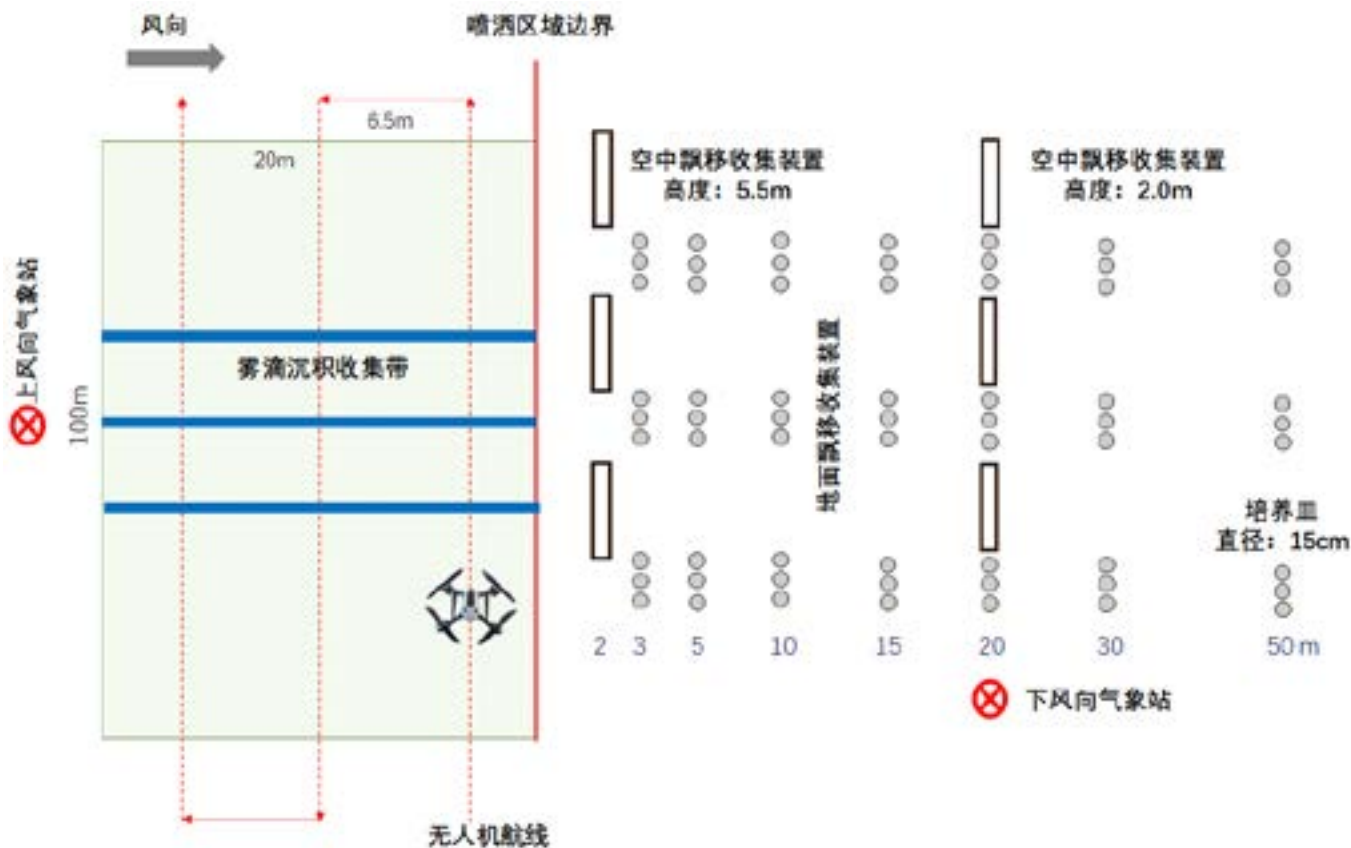 风向
喷洒区域边界
6.5m
20m
空中飘移收集装置
高度：5.5m
空中飘移收集装置
高度：2.0m
上风向气象站
100m
雾滴沉积收集带
地面飘移收集装置
培养皿
直径：15cm
2 3 5 10 15 20 30 50 m
下风向气象站
无人机航线